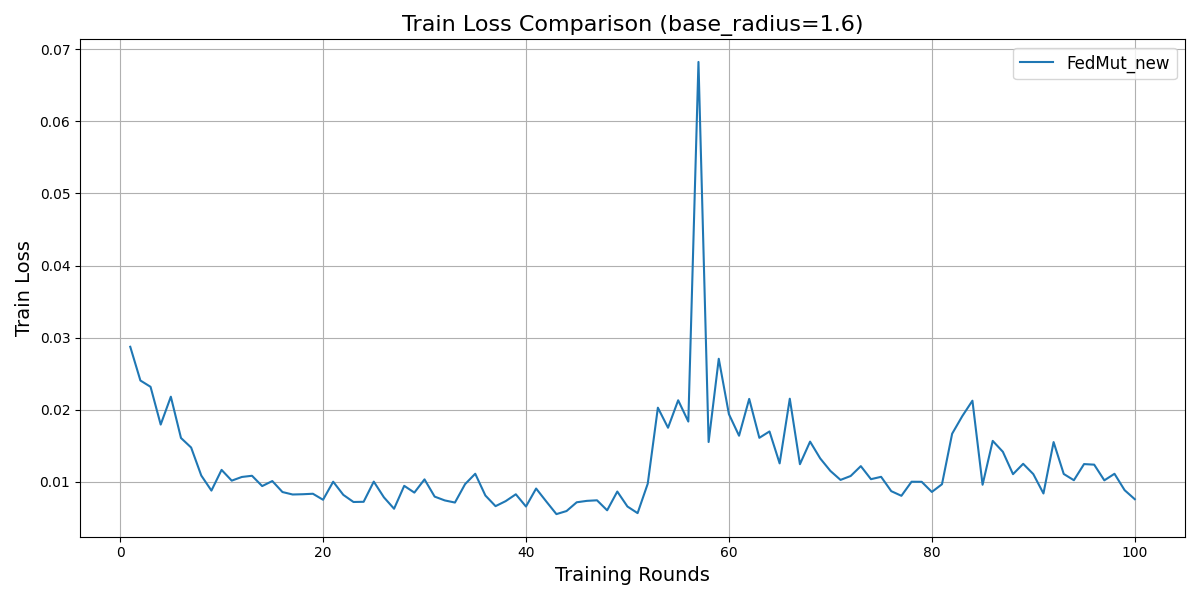 Train Loss Comparison (base_radius=1.6)
FedMut_new
Train Loss
0.07
0.06
0.05
0.04
0.03
0.02
0.01
0 20 40 60 80 100
Training Rounds